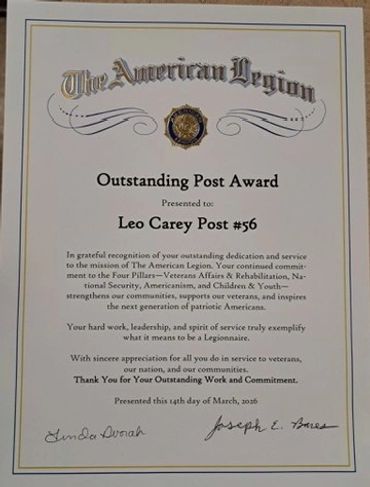 The American Legion
Outstanding Post Award
Presented to:
Leo Carey Post #56
In grateful recognition of your outstanding dedication and service
to the mission of The American Legion. Your continued commit-
ment to the Four Pillars—Veterans Affairs & Rehabilitation, Na-
tional Security, Americanism, and Children & Youth—
strengthens our communities, supports our veterans, and inspires
the next generation of patriotic Americans.
Your hard work, leadership, and spirit of service truly exemplify
what it means to be a Legionnaire.
With sincere appreciation for all you do in service to veterans,
our nation, and our communities.
Thank You for Your Outstanding Work and Commitment.
Presented this 14th day of March, 2026
Linda Dvorak Joseph E. Bares